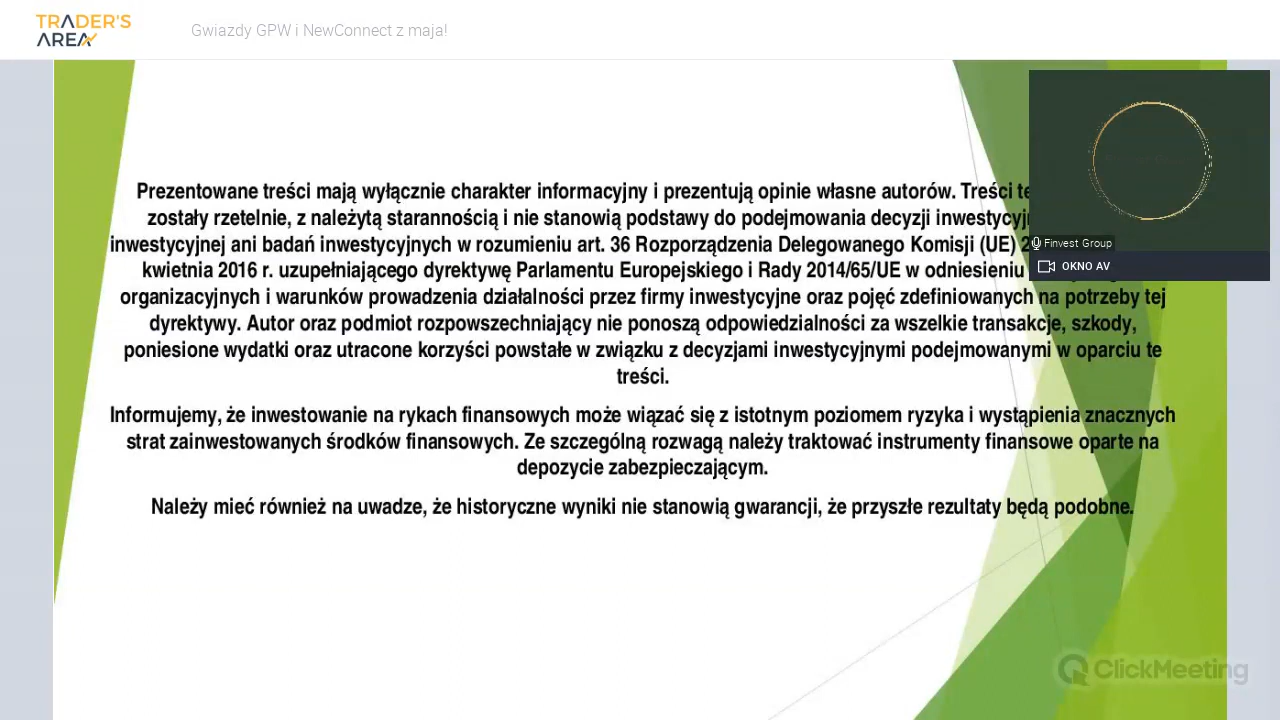 TRADER'S
AREA
Gwiazdy GPW i NewConnect z maja!
Prezentowane treści mają wyłącznie charakter informacyjny i prezentują opinie własne autorów. Treści
zostały rzetelnie, z należytą starannością i nie stanowią podstawy do podejmowania decyzji
inwestycyjnej ani badań inwestycyjnych w rozumieniu art. 36 Rozporządzenia Delegowanego Komisji (UE)
kwietnia 2016 r. uzupełniającego dyrektywę Parlamentu Europejskiego i Rady 2014/65/UE w odniesieniu
organizacyjnych i warunków prowadzenia działalności przez firmy inwestycyjne oraz pojęć zdefiniowanych na potrzeby tej
dyrektywy. Autor oraz podmiot rozpowszechniający nie ponoszą odpowiedzialności za wszelkie transakcje, szkody,
poniesione wydatki oraz utracone korzyści powstałe w związku z decyzjami inwestycyjnymi podejmowanymi w oparciu te
treści.
Informujemy, że inwestowanie na rykach finansowych może wiązać się z istotnym poziomem ryzyka i wystąpienia znacznych
strat zainwestowanych środków finansowych. Ze szczególną rozwagą należy traktować instrumenty finansowe oparte na
depozycie zabezpieczającym.
Należy mieć również na uwadze, że historyczne wyniki nie stanowią gwarancji, że przyszłe rezultaty będą podobne.
Finvest Group
OKNO AV
ClickMeeting